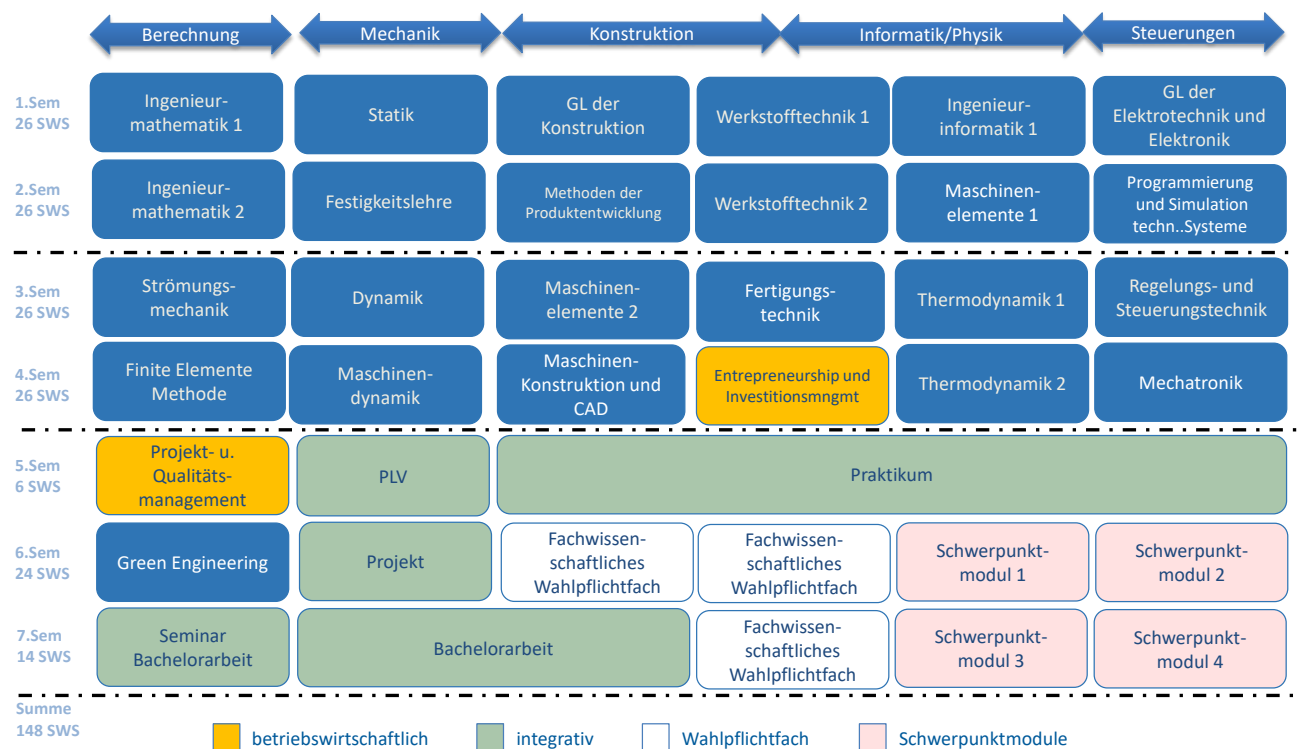 Berechnung
Mechanik
Konstruktion
Informatik/Physik
Steuerungen
1.Sem
26 SWS
Ingenieur-
mathematik 1
Statik
GL der
Konstruktion
Werkstofftechnik 1
Ingenieur-
informatik 1
GL der
Elektrotechnik und
Elektronik
2.Sem
26 SWS
Ingenieur-
mathematik 2
Festigkeitslehre
Methoden der
Produktentwicklung
Werkstofftechnik 2
Maschinen-
elemente 1
Programmierung
und Simulation
techn..Systeme
3.Sem
26 SWS
Strömungs-
mechanik
Dynamik
Maschinen-
elemente 2
Fertigungs-
technik
Thermodynamik 1
Regelungs- und
Steuerungstechnik
4.Sem
26 SWS
Finite Elemente
Methode
Maschinen-
dynamik
Maschinen-
Konstruktion und
CAD
Entrepreneurship und
Investitionsmngmt
Thermodynamik 2
Mechatronik
5.Sem
6 SWS
Projekt- u.
Qualitäts-
management
PLV
Praktikum
6.Sem
24 SWS
Green Engineering
Projekt
Fachwissen-
schaftliches
Wahlpflichtfach
Fachwissen-
schaftliches
Wahlpflichtfach
Schwerpunkt-
modul 1
Schwerpunkt-
modul 2
7.Sem
14 SWS
Seminar
Bachelorarbeit
Bachelorarbeit
Fachwissen-
schaftliches
Wahlpflichtfach
Schwerpunkt-
modul 3
Schwerpunkt-
modul 4
Summe
148 SWS
betriebswirtschaftlich
integrativ
Wahlpflichtfach
Schwerpunktmodule